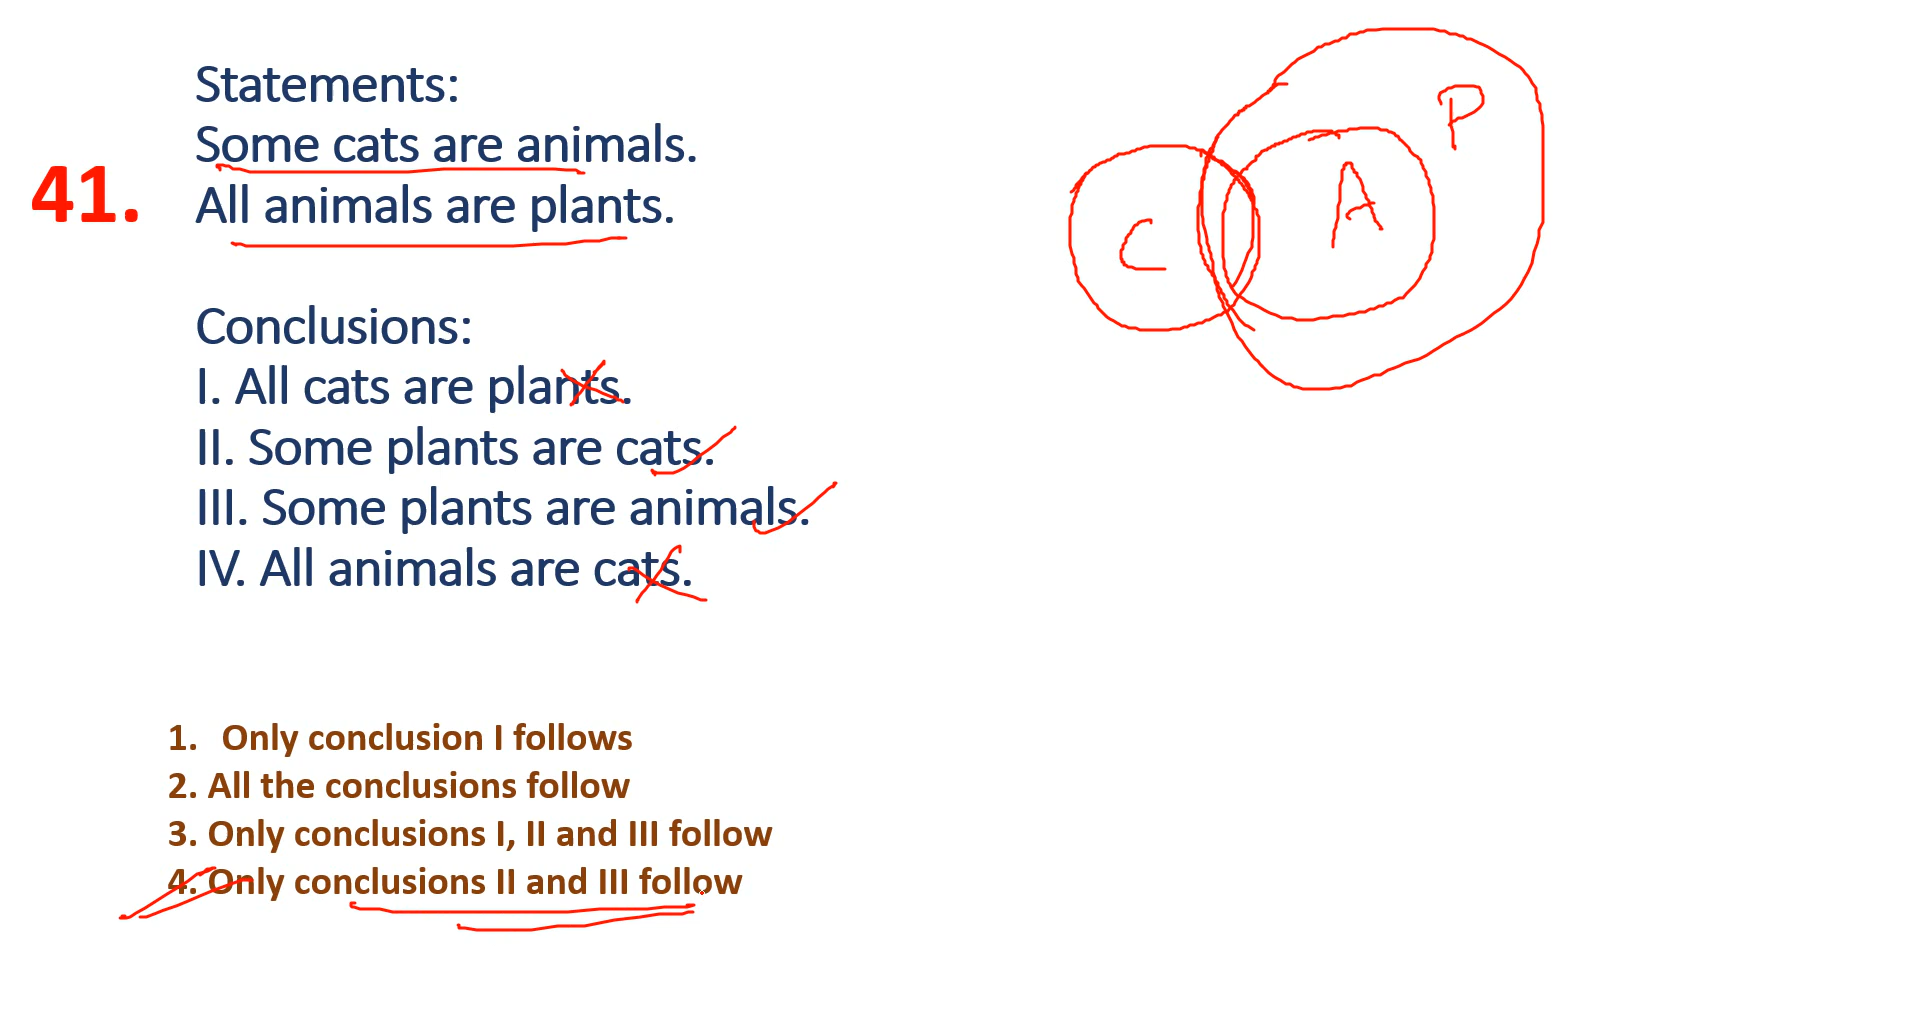 Statements:
Some cats are animals.
41. All animals are plants.
Conclusions:
I. All cats are plants.
II. Some plants are cats.
III. Some plants are animals.
IV. All animals are cats.
1. Only conclusion I follows
2. All the conclusions follow
3. Only conclusions I, II and III follow
4. Only conclusions II and III follow
P
A
C